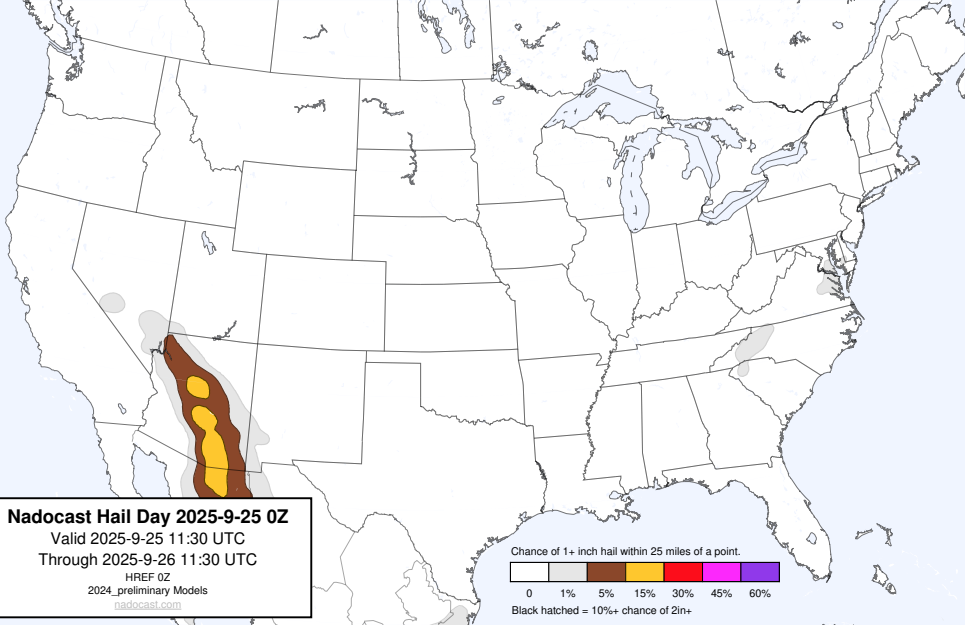 Nadocast Hail Day 2025-9-25 0Z
Valid 2025-9-25 11:30 UTC
Through 2025-9-26 11:30 UTC
HREF 0Z
2024_preliminary Models
nadocast.com
Chance of 1+ inch hail within 25 miles of a point.
0 1% 5% 15% 30% 45% 60%
Black hatched = 10%+ chance of 2in+